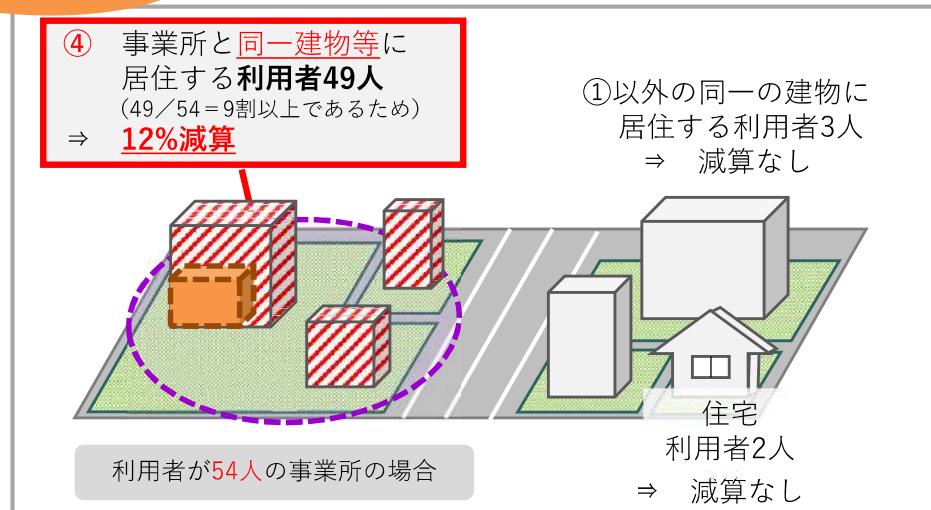 ④ 事業所と同一建物等に
居住する利用者49人
（49／54＝9割以上であるため）
⇒ 12%減算
①以外の同一の建物に
居住する利用者3人
⇒ 減算なし
住宅
利用者2人
⇒ 減算なし
利用者が54人の事業所の場合